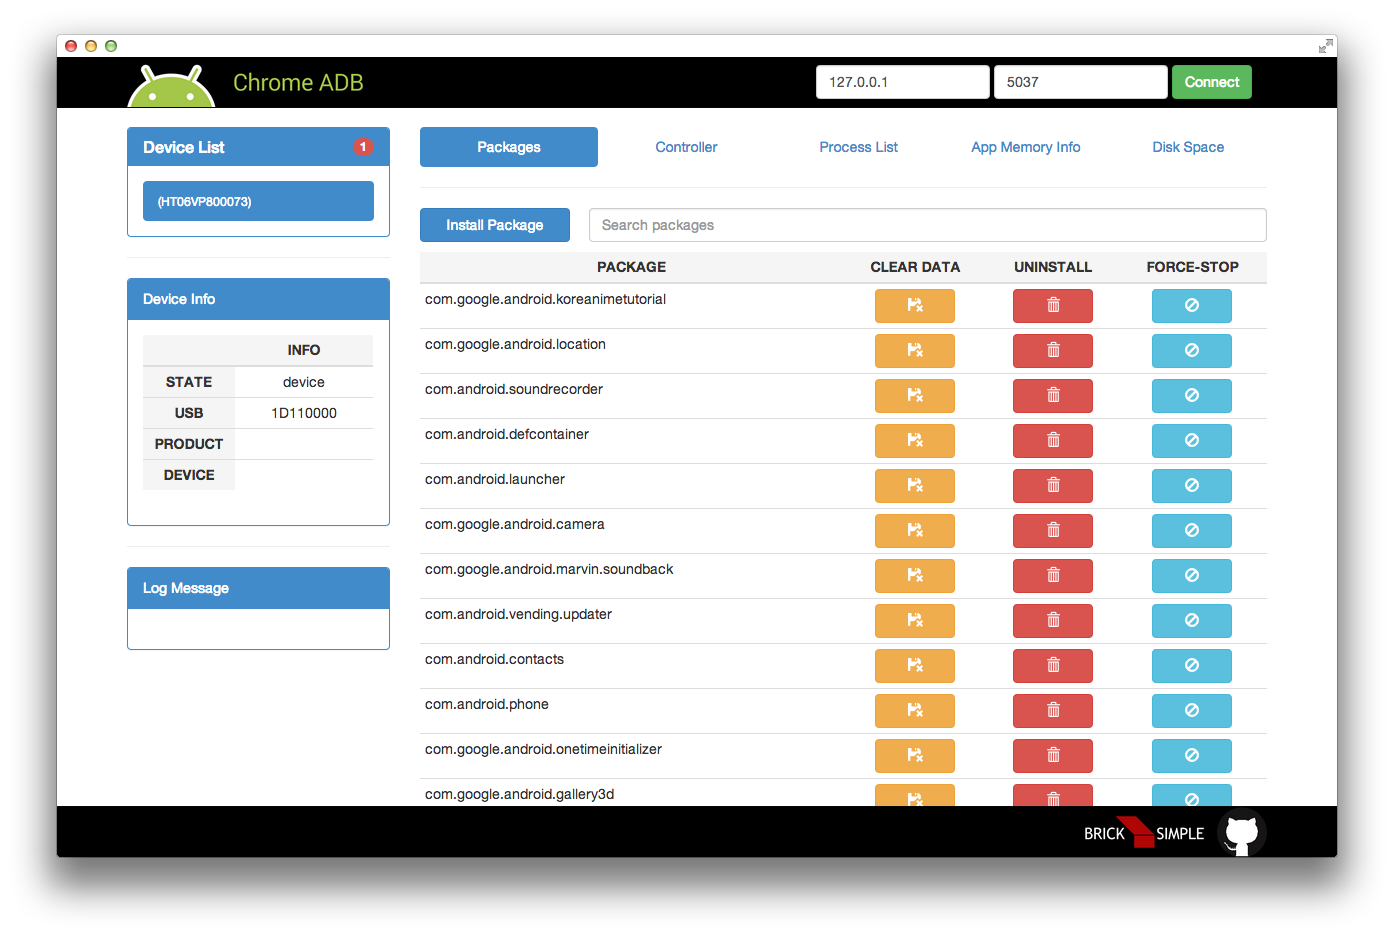 Chrome ADB
127.0.0.1
5037
Connect
Device List
1
(HT06VP800073)
Device Info
INFO
STATE device
USB 1D110000
PRODUCT
DEVICE
Log Message
Packages
Controller
Process List
App Memory Info
Disk Space
Install Package
Search packages
PACKAGE CLEAR DATA UNINSTALL FORCE-STOP
com.google.android.koreanimetutorial
com.google.android.location
com.android.soundrecorder
com.android.defcontainer
com.android.launcher
com.google.android.camera
com.google.android.marvin.soundback
com.android.vending.updater
com.android.contacts
com.android.phone
com.google.android.onetimeinitializer
com.google.android.gallery3d
BRICK SIMPLE